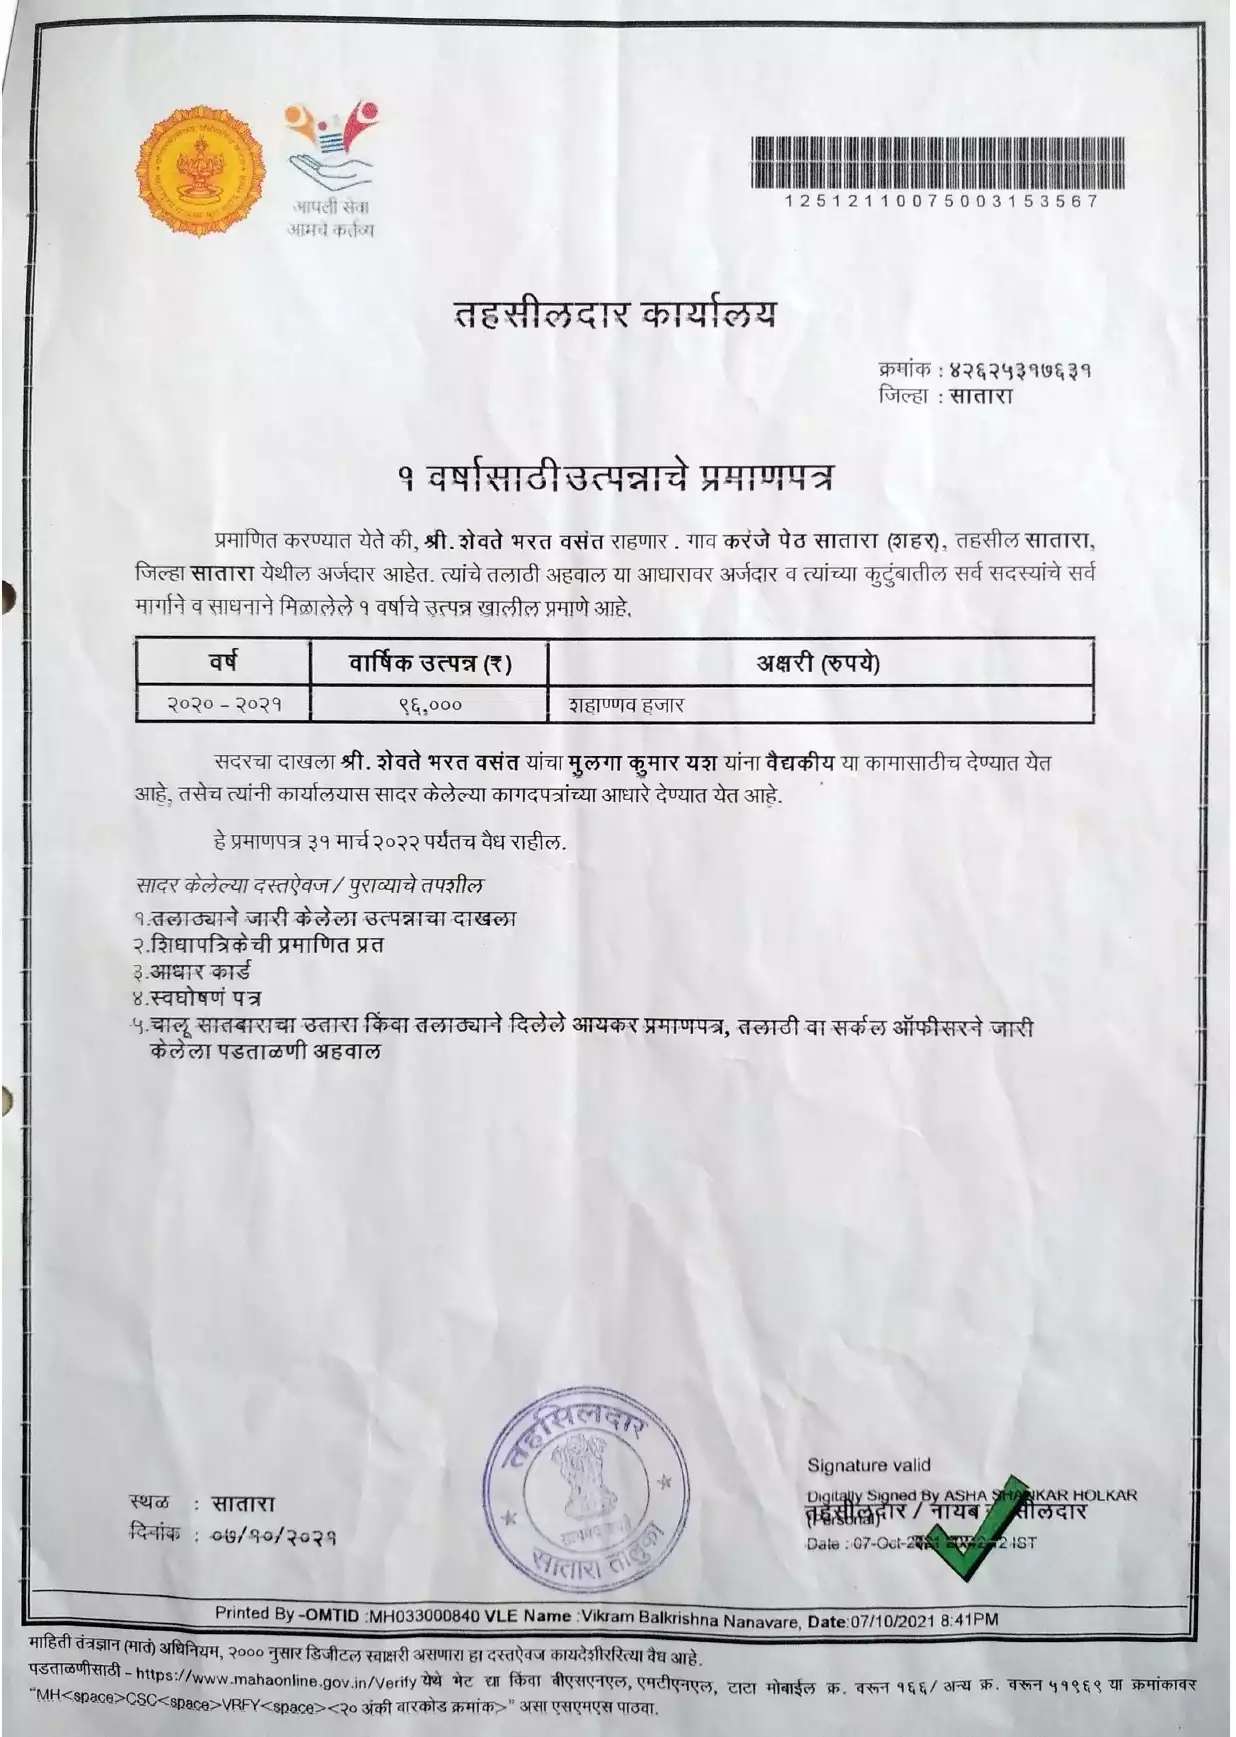 आपली सेवा
आमचे कर्तव्य
12512110075003153567
तहसीलदार कार्यालय
क्रमांक : ४२६२५३१७६३१
जिल्हा : सातारा
१ वर्षासाठी उत्पन्नाचे प्रमाणपत्र
प्रमाणित करण्यात येते की, श्री. शेवते भरत वसंत राहणार . गाव करंजे पेठ सातारा (शहर), तहसील सातारा,
जिल्हा सातारा येथील अर्जदार आहेत. त्यांचे तलाठी अहवाल या आधारावर अर्जदार व त्यांच्या कुटुंबातील सर्व सदस्यांचे सर्व
मार्गाने व साधनाने मिळालेले १ वर्षाचे उत्पन्न खालील प्रमाणे आहे.
वर्ष वार्षिक उत्पन्न (₹) अक्षरी (रुपये)
२०२० – २०२१ ९६,००० शहाण्णव हजार
सदरचा दाखला श्री. शेवते भरत वसंत यांचा मुलगा कुमार यश यांना वैद्यकीय या कामासाठीच देण्यात येत
आहे, तसेच त्यांनी कार्यालयास सादर केलेल्या कागदपत्रांच्या आधारे देण्यात येत आहे.
हे प्रमाणपत्र ३१ मार्च २०२२ पर्यंतच वैध राहील.
सादर केलेल्या दस्तऐवज / पुराव्याचे तपशील
१.तलाठ्याने जारी केलेला उत्पन्नाचा दाखला
२.शिधापत्रिकेची प्रमाणित प्रत
३.आधार कार्ड
४.स्वघोषणं पत्र
५.चालू सातबाराचा उतारा किंवा तलाठ्याने दिलेले आयकर प्रमाणपत्र, तलाठी वा सर्कल ऑफीसरने जारी
केलेला पडताळणी अहवाल
तहसिलदार
सातारा तालुका
स्थळ : सातारा
दिनांक : ०७/१०/२०२१
Signature valid
Digitally Signed By ASHA SHANKAR HOLKAR
(Personal)
तहसीलदार / नायब
Date : 07-Oct-2021 IST
Printed By -OMTID :MH033000840 VLE Name :Vikram Balkrishna Nanavare, Date:07/10/2021 8:41PM
माहिती तंत्रज्ञान (मातं) अधिनियम, २००० नुसार डिजीटल स्वाक्षरी असणारा हा दस्तऐवज कायदेशीररित्या वैध आहे.
पडताळणीसाठी – https://www.mahaonline.gov.in/Verify येथे भेट द्या किंवा बीएसएनएल, एमटीएनएल, टाटा मोबाईल क्र. वरून १६६/ अन्य क्र. वरून ५१९६९ या क्रमांकावर
“MH<space>CSC<space>VRFY<space><२० अंकी बारकोड क्रमांक>” असा एसएमएस पाठवा.